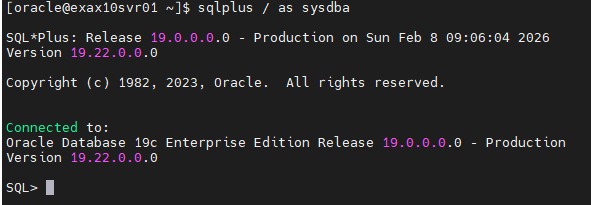 [oracle@exax10svr01 ~]$ sqlplus / as sysdba
SQL*Plus: Release 19.0.0.0.0 - Production on Sun Feb 8 09:06:04 2026
Version 19.22.0.0.0
Copyright (c) 1982, 2023, Oracle.  All rights reserved.
Connected to:
Oracle Database 19c Enterprise Edition Release 19.0.0.0.0 - Production
Version 19.22.0.0.0
SQL>